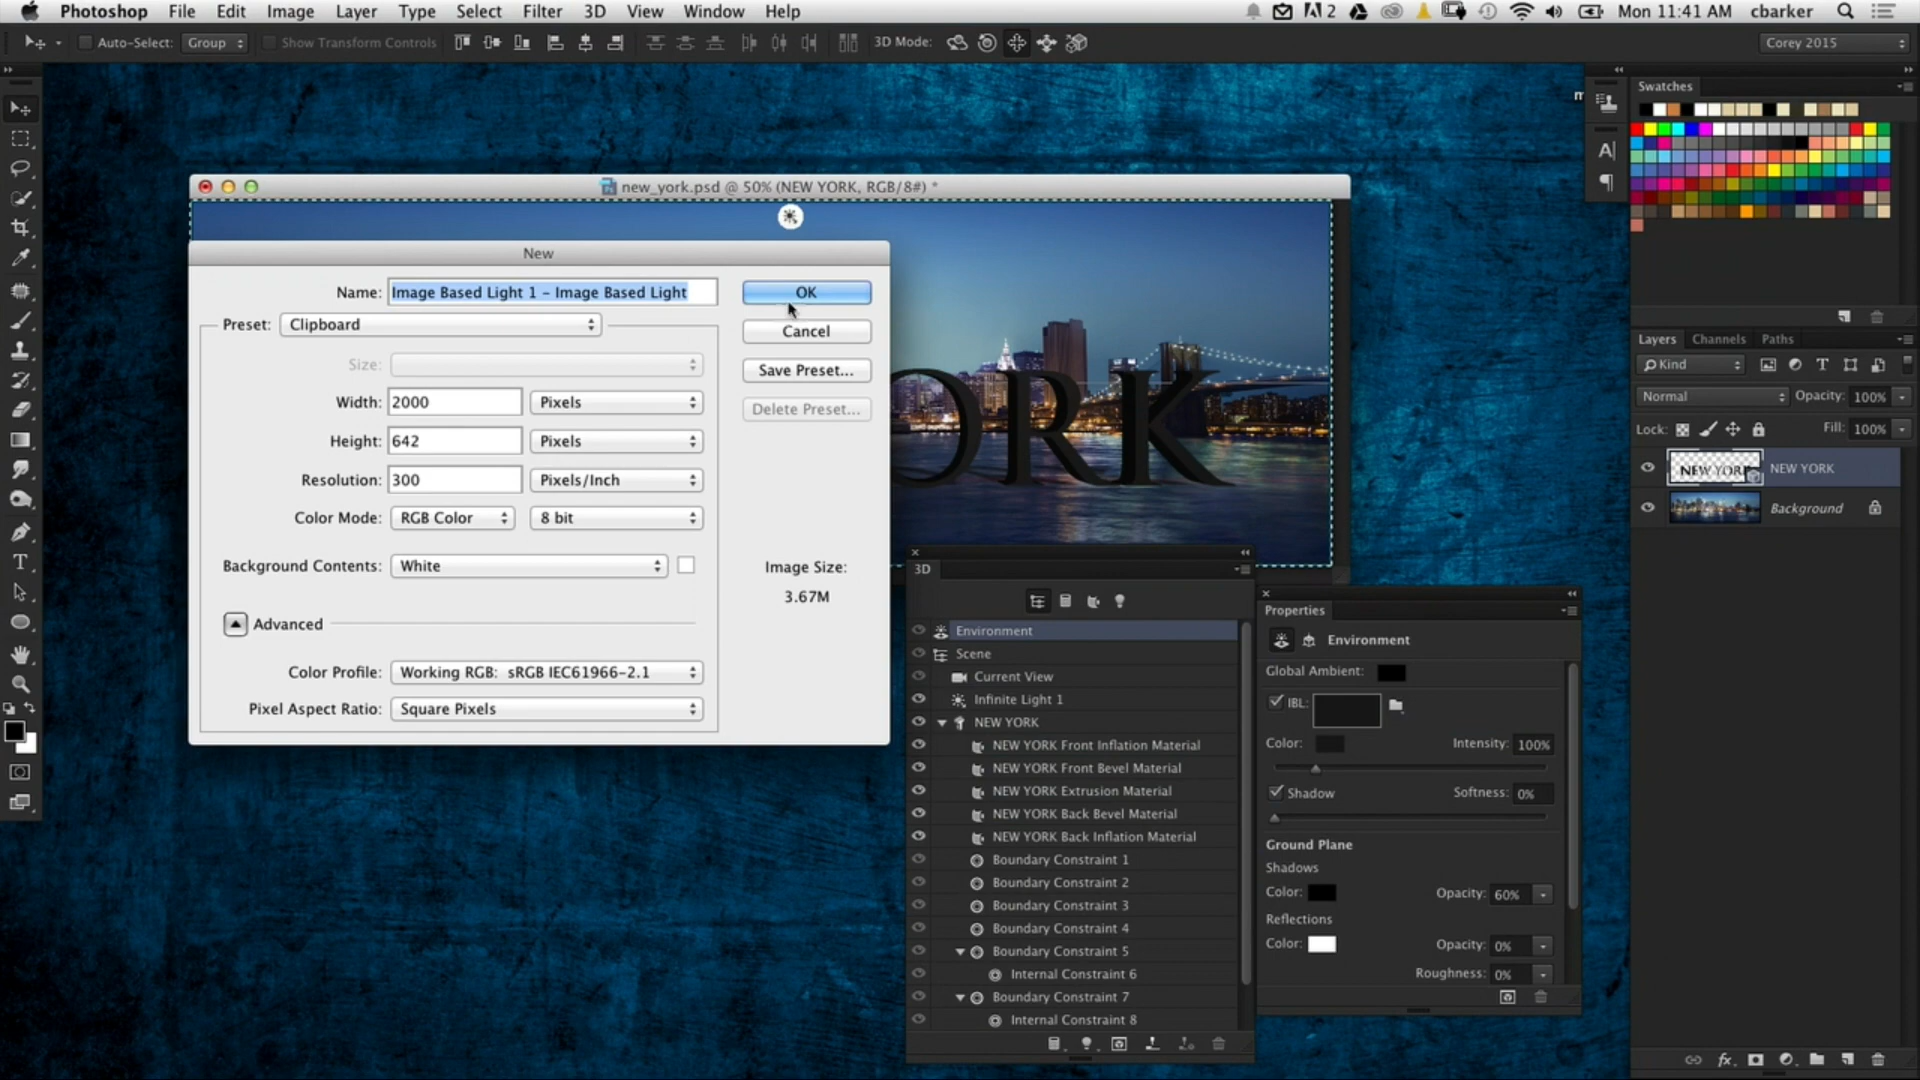 Photoshop File Edit Image Layer Type Select Filter 3D View Window Help
2 Mon 11:41 AM cbarker
Auto-Select: Group Show Transform Controls 3D Mode: Corey 2015
Swatches
new_york.psd @ 50% (NEW YORK, RGB/8#) *
New
Name: Image Based Light 1 - Image Based Light
OK
Preset: Clipboard
Cancel
Size:
Save Preset...
Width: 2000 Pixels
Delete Preset...
Height: 642 Pixels
Resolution: 300 Pixels/Inch
Color Mode: RGB Color 8 bit
Background Contents: White
Image Size:
3.67M
Advanced
Color Profile: Working RGB: sRGB IEC61966-2.1
Pixel Aspect Ratio: Square Pixels
ORK
Layers Channels Paths
Kind
Normal Opacity: 100%
Lock: Fill: 100%
NEW YORK NEW YORK
Background
3D
Environment
Scene
Current View
Infinite Light 1
NEW YORK
NEW YORK Front Inflation Material
NEW YORK Front Bevel Material
NEW YORK Extrusion Material
NEW YORK Back Bevel Material
NEW YORK Back Inflation Material
Boundary Constraint 1
Boundary Constraint 2
Boundary Constraint 3
Boundary Constraint 4
Boundary Constraint 5
Internal Constraint 6
Boundary Constraint 7
Internal Constraint 8
Properties
Environment
Global Ambient:
IBL:
Color: Intensity: 100%
Shadow Softness: 0%
Ground Plane
Shadows
Color: Opacity: 60%
Reflections
Color: Opacity: 0%
Roughness: 0%